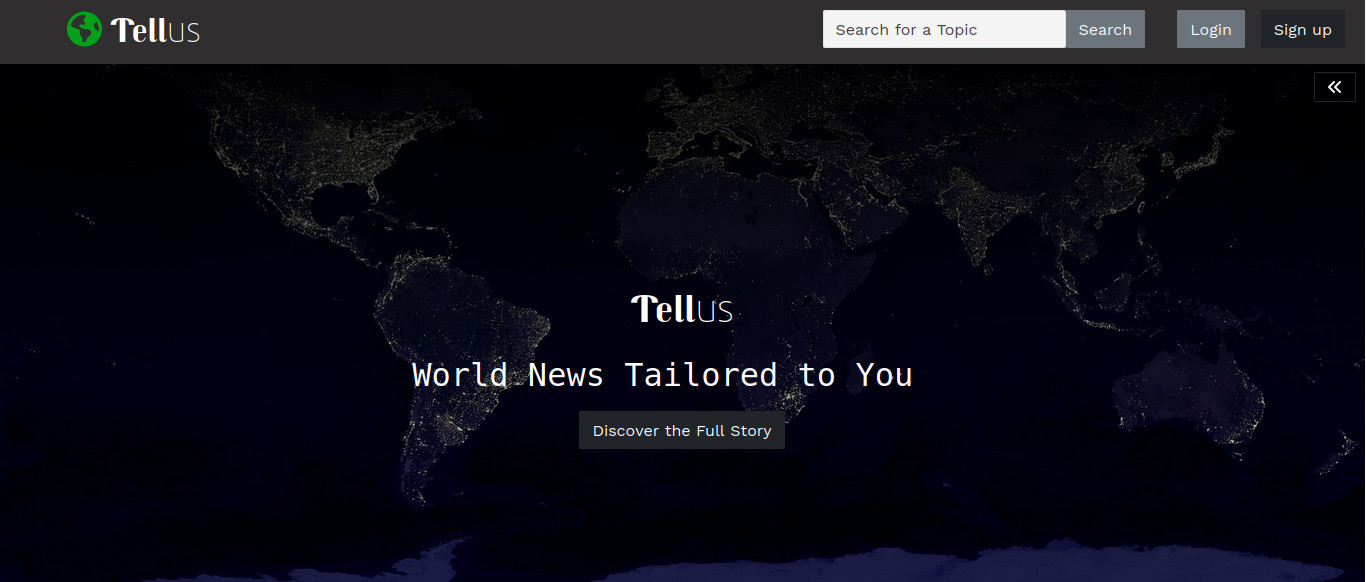 TellUS
Search for a Topic
Search
Login
Sign up
TellUS
World News Tailored to You
Discover the Full Story